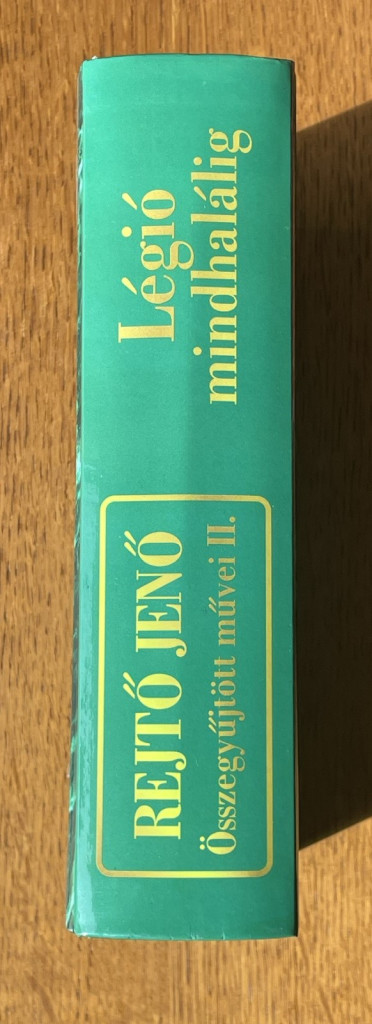 REJTŐ JENŐ
Összegyűjtött művei II.
Légió
mindhalálig